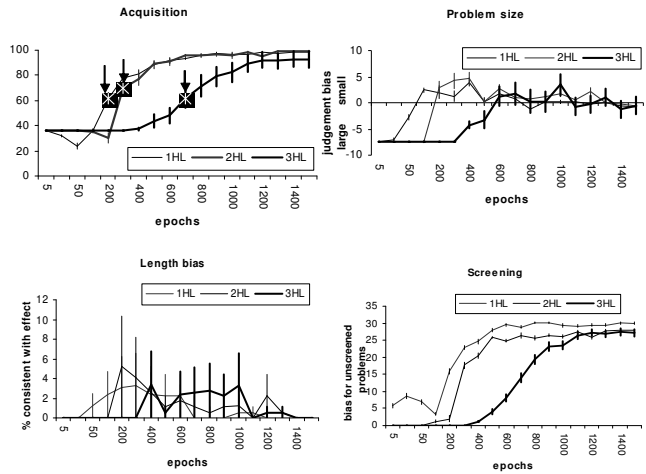 Acquisition
100
80
60
40
20
0
1HL 2HL 3HL
5 50 200 400 600 800 1000 1200 1400
epochs
Problem size
judgement bias
large small
10
5
0
-5
-10
1HL 2HL 3HL
5 50 200 400 600 800 1000 1200 1400
epochs
Length bias
% consistent with effect
12
10
8
6
4
2
0
1HL 2HL 3HL
5 50 200 400 600 800 1000 1200 1400
epochs
Screening
bias for unscreened
problems
35
30
25
20
15
10
5
0
1HL 2HL 3HL
5 50 200 400 600 800 1000 1200 1400
epochs